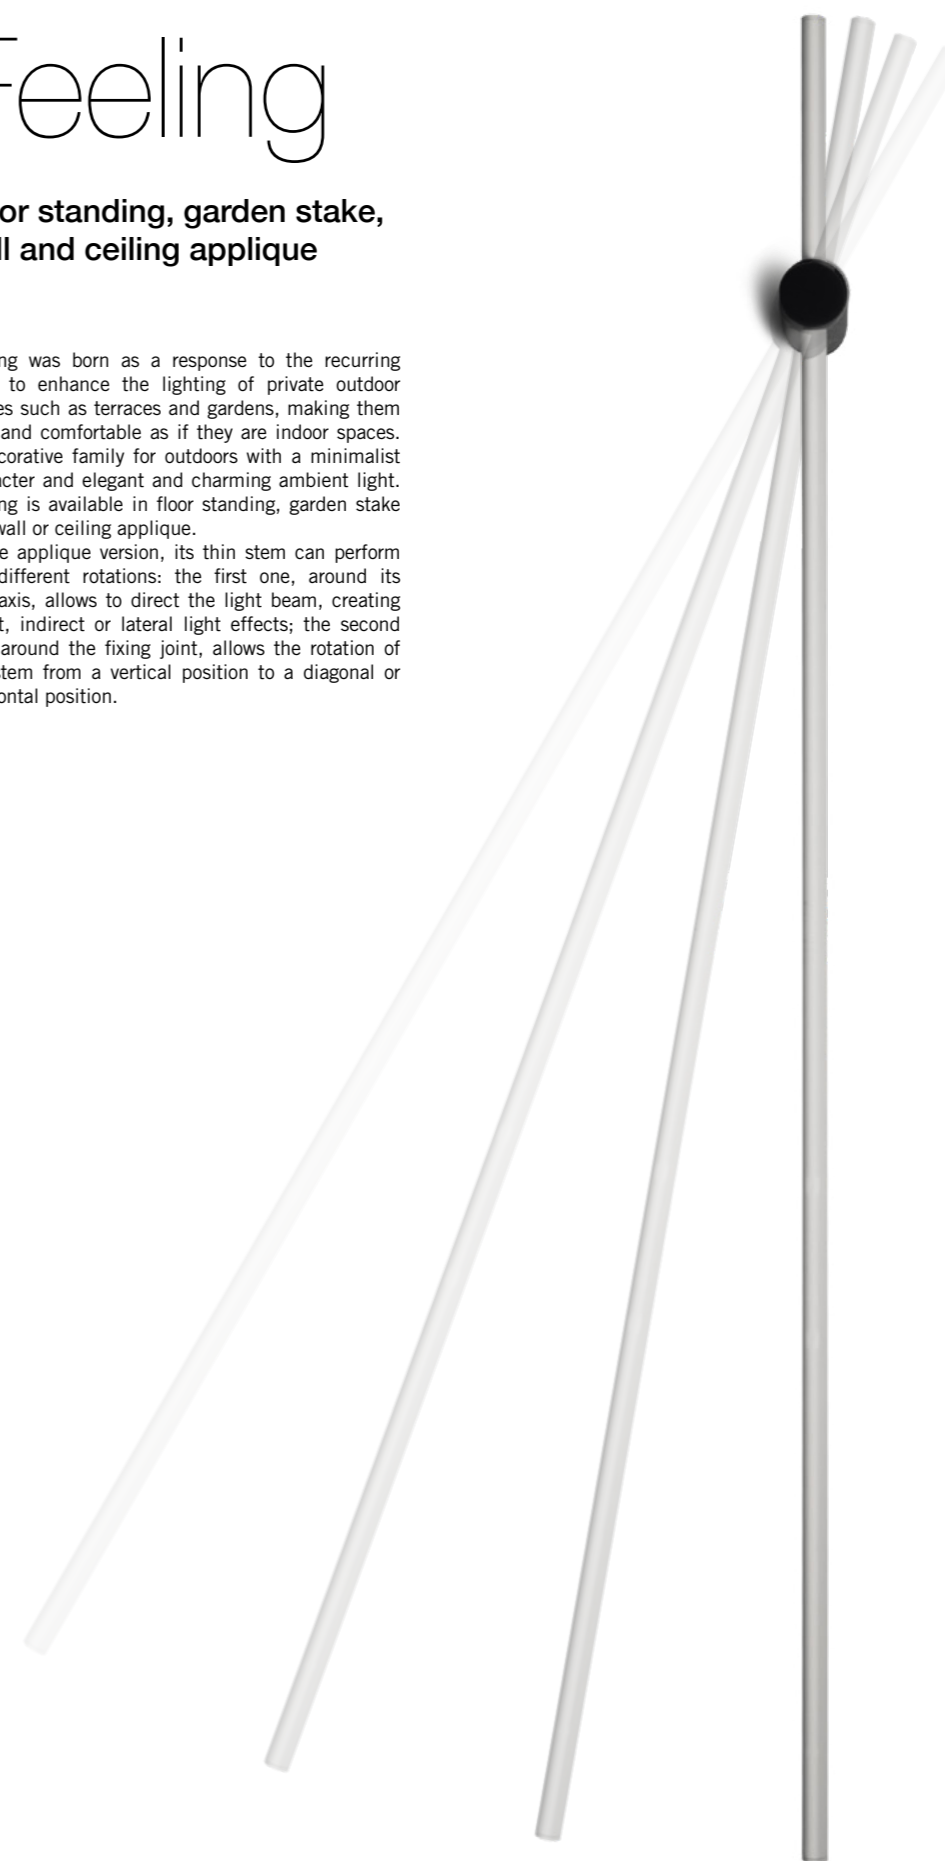 Feeling
or standing, garden stake,
ll and ceiling applique
ng was born as a response to the recurring
to enhance the lighting of private outdoor
es such as terraces and gardens, making them
and comfortable as if they are indoor spaces.
corative family for outdoors with a minimalist
acter and elegant and charming ambient light.
ng is available in floor standing, garden stake
wall or ceiling applique.
e applique version, its thin stem can perform
different rotations: the first one, around its
axis, allows to direct the light beam, creating
t, indirect or lateral light effects; the second
around the fixing joint, allows the rotation of
stem from a vertical position to a diagonal or
ontal position.